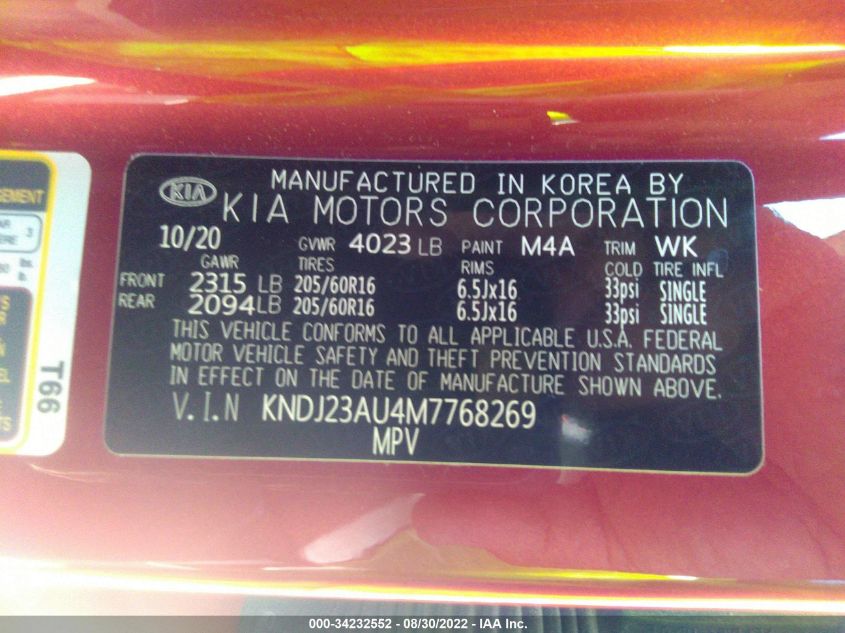 KIA
MANUFACTURED IN KOREA BY
KIA MOTORS CORPORATION
10/20 GVWR 4023 LB PAINT M4A TRIM WK
GAWR TIRES RIMS COLD TIRE INFL
FRONT 2315 LB 205/60R16 6.5Jx16 33psi SINGLE
REAR 2094 LB 205/60R16 6.5Jx16 33psi SINGLE
THIS VEHICLE CONFORMS TO ALL APPLICABLE U.S.A. FEDERAL
MOTOR VEHICLE SAFETY AND THEFT PREVENTION STANDARDS
IN EFFECT ON THE DATE OF MANUFACTURE SHOWN ABOVE.
V.I.N KNDJ23AU4M7768269
MPV
T66
3
000-34232552 - 08/30/2022 - IAA Inc.